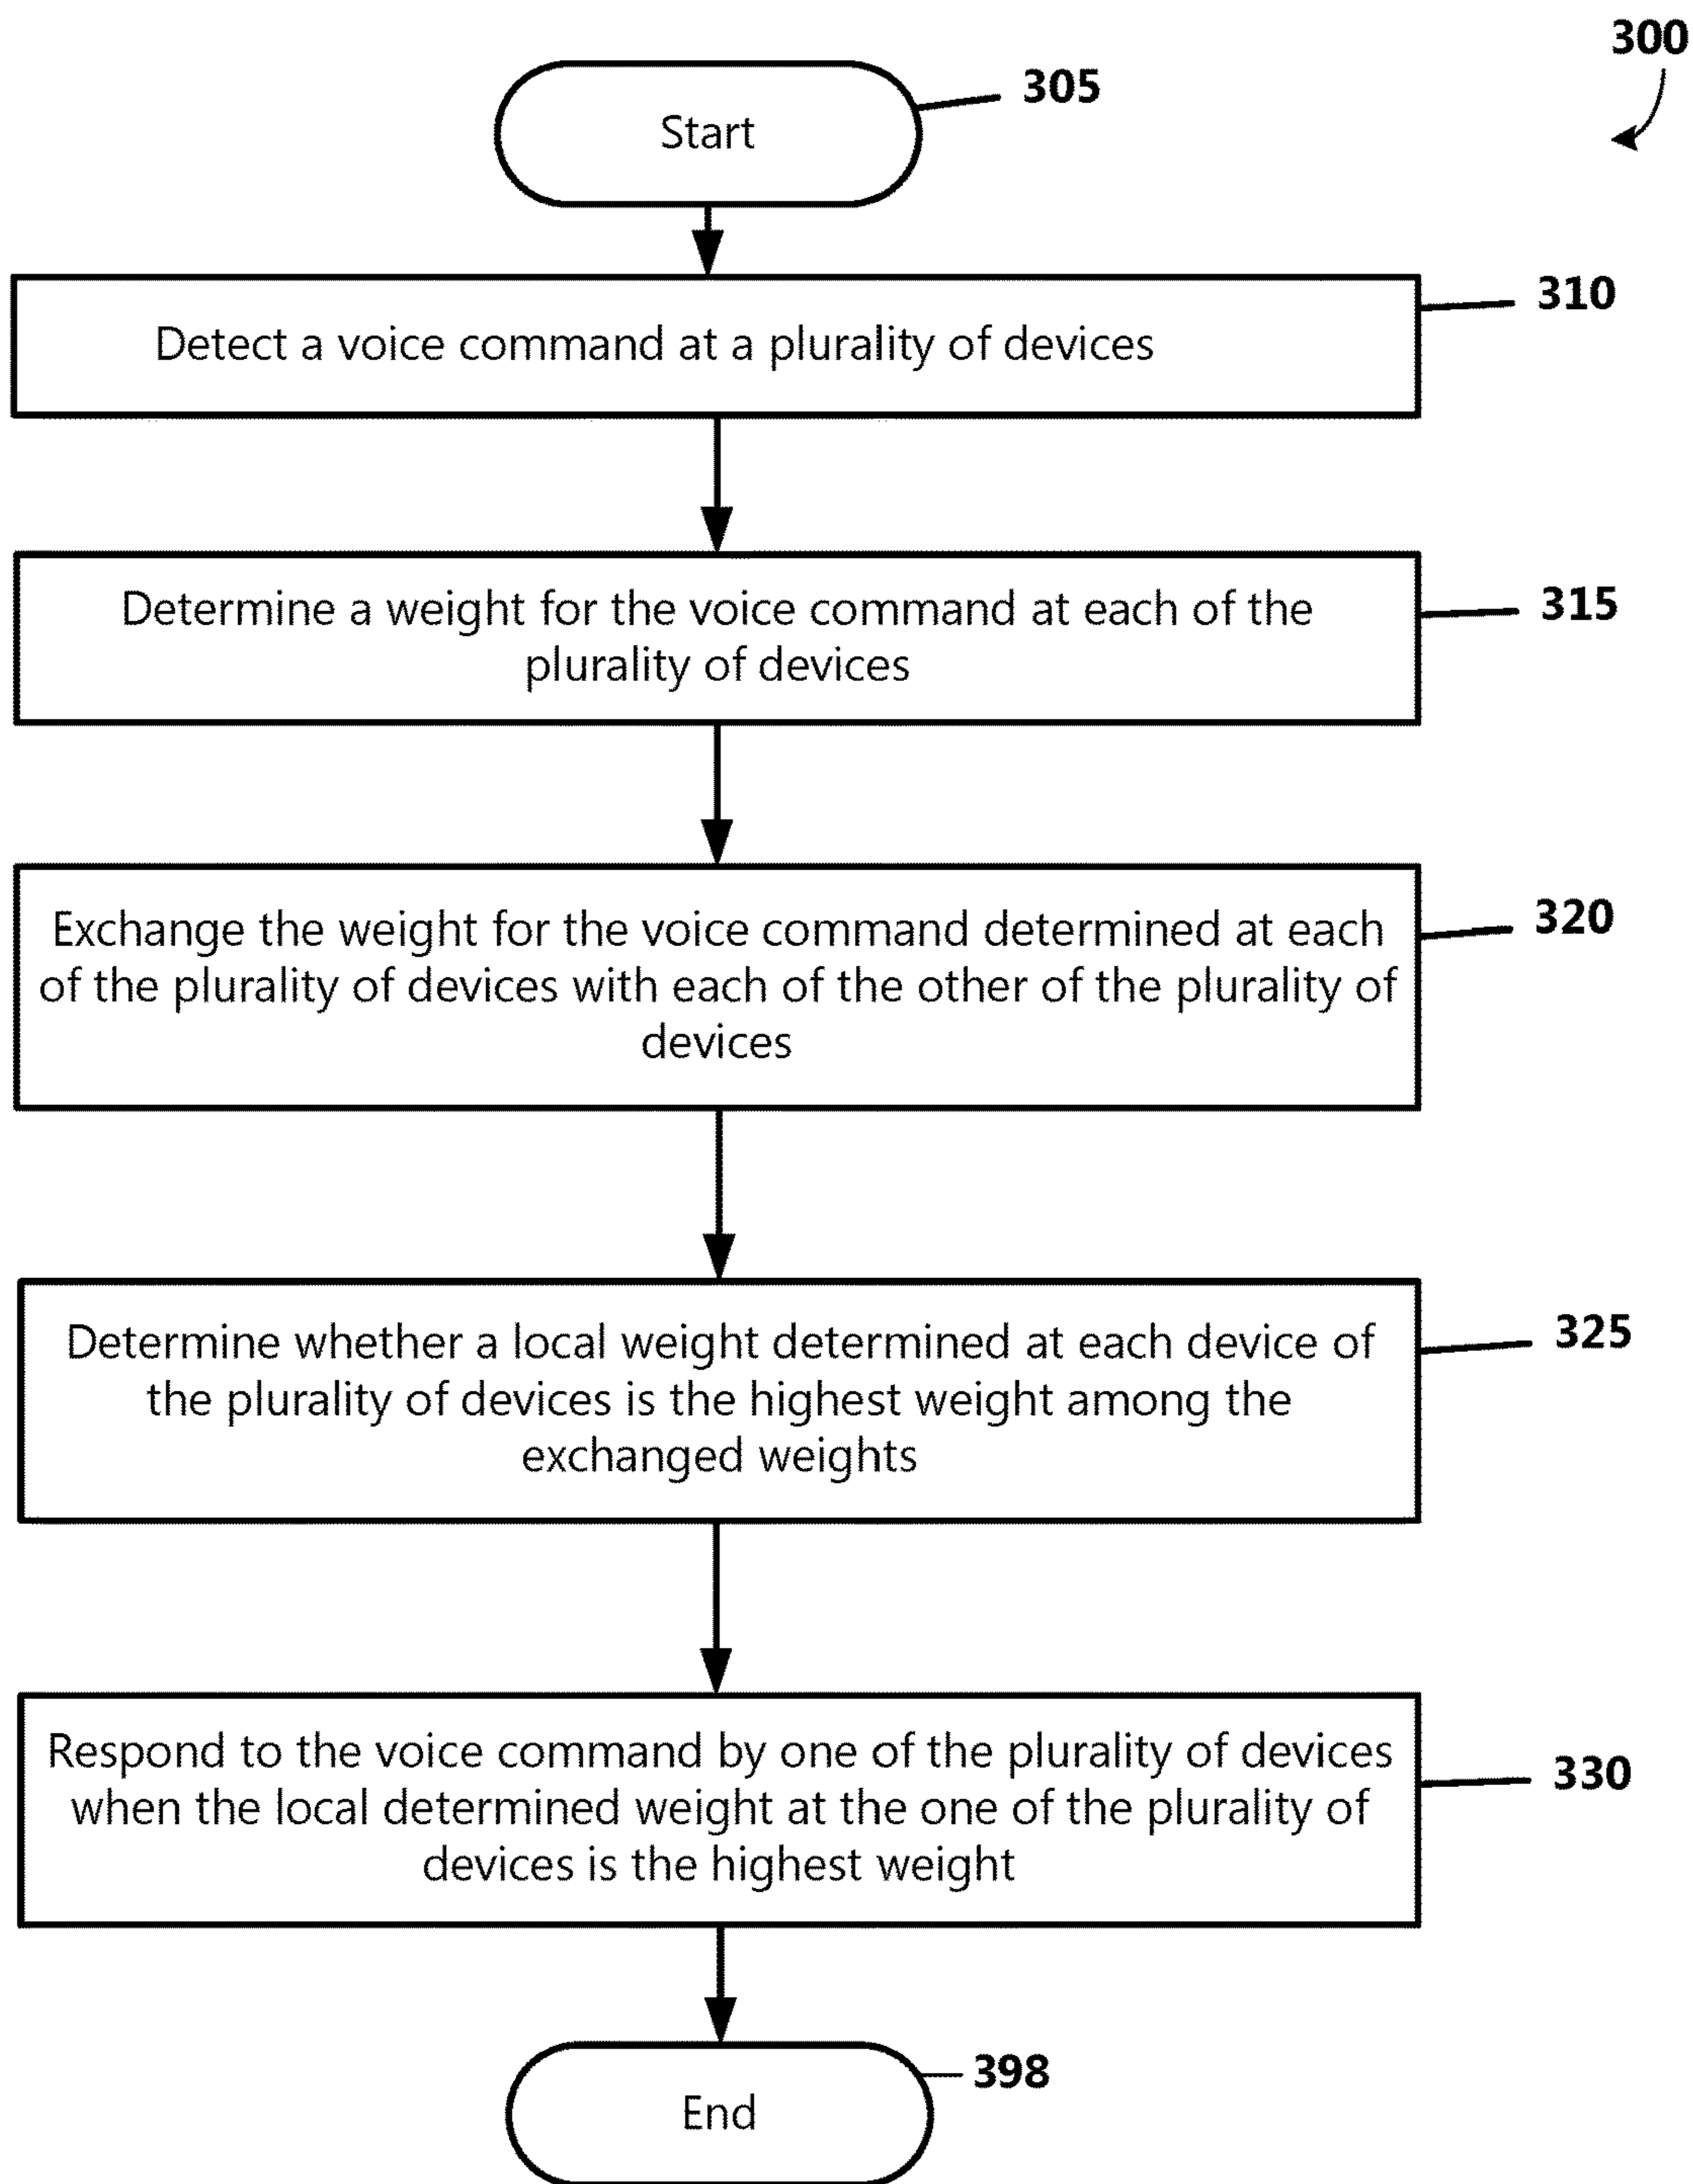 300
Start
305
Detect a voice command at a plurality of devices
310
Determine a weight for the voice command at each of the
plurality of devices
315
Exchange the weight for the voice command determined at each
of the plurality of devices with each of the other of the plurality of
devices
320
Determine whether a local weight determined at each device of
the plurality of devices is the highest weight among the
exchanged weights
325
Respond to the voice command by one of the plurality of devices
when the local determined weight at the one of the plurality of
devices is the highest weight
330
End
398